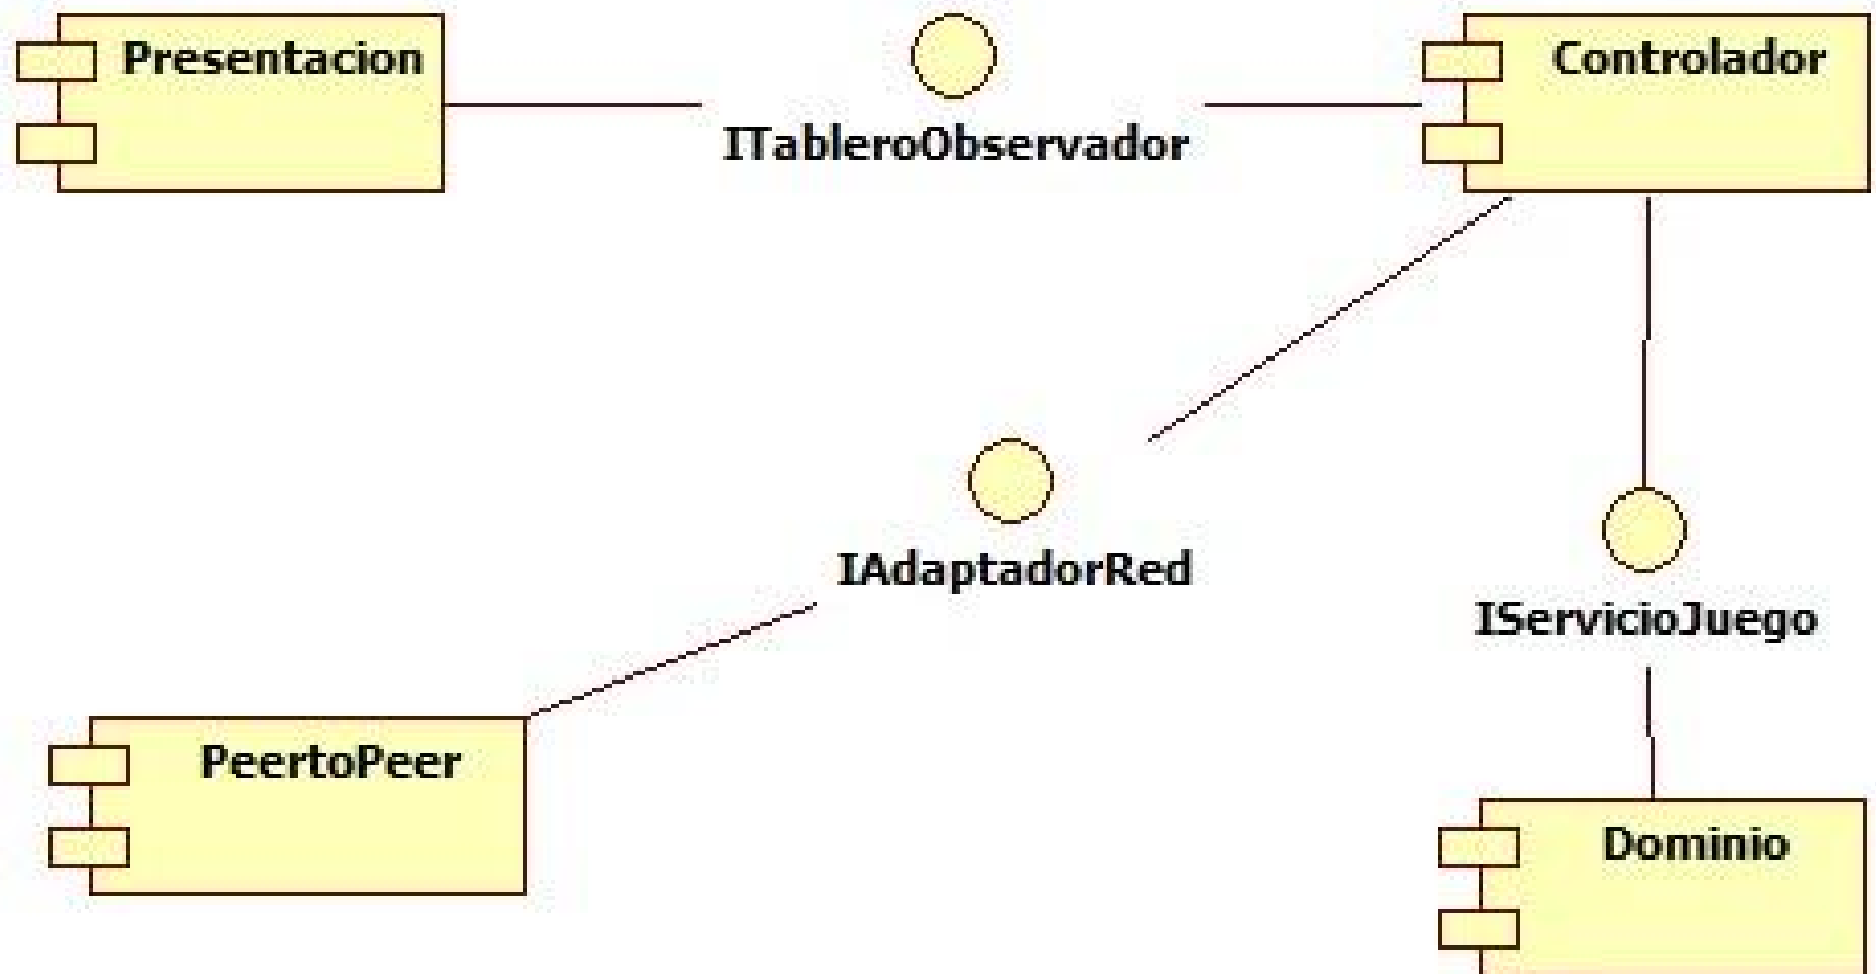 Presentacion
ITableroObservador
Controlador
IAdaptadorRed
IServicioJuego
PeertoPeer
Dominio